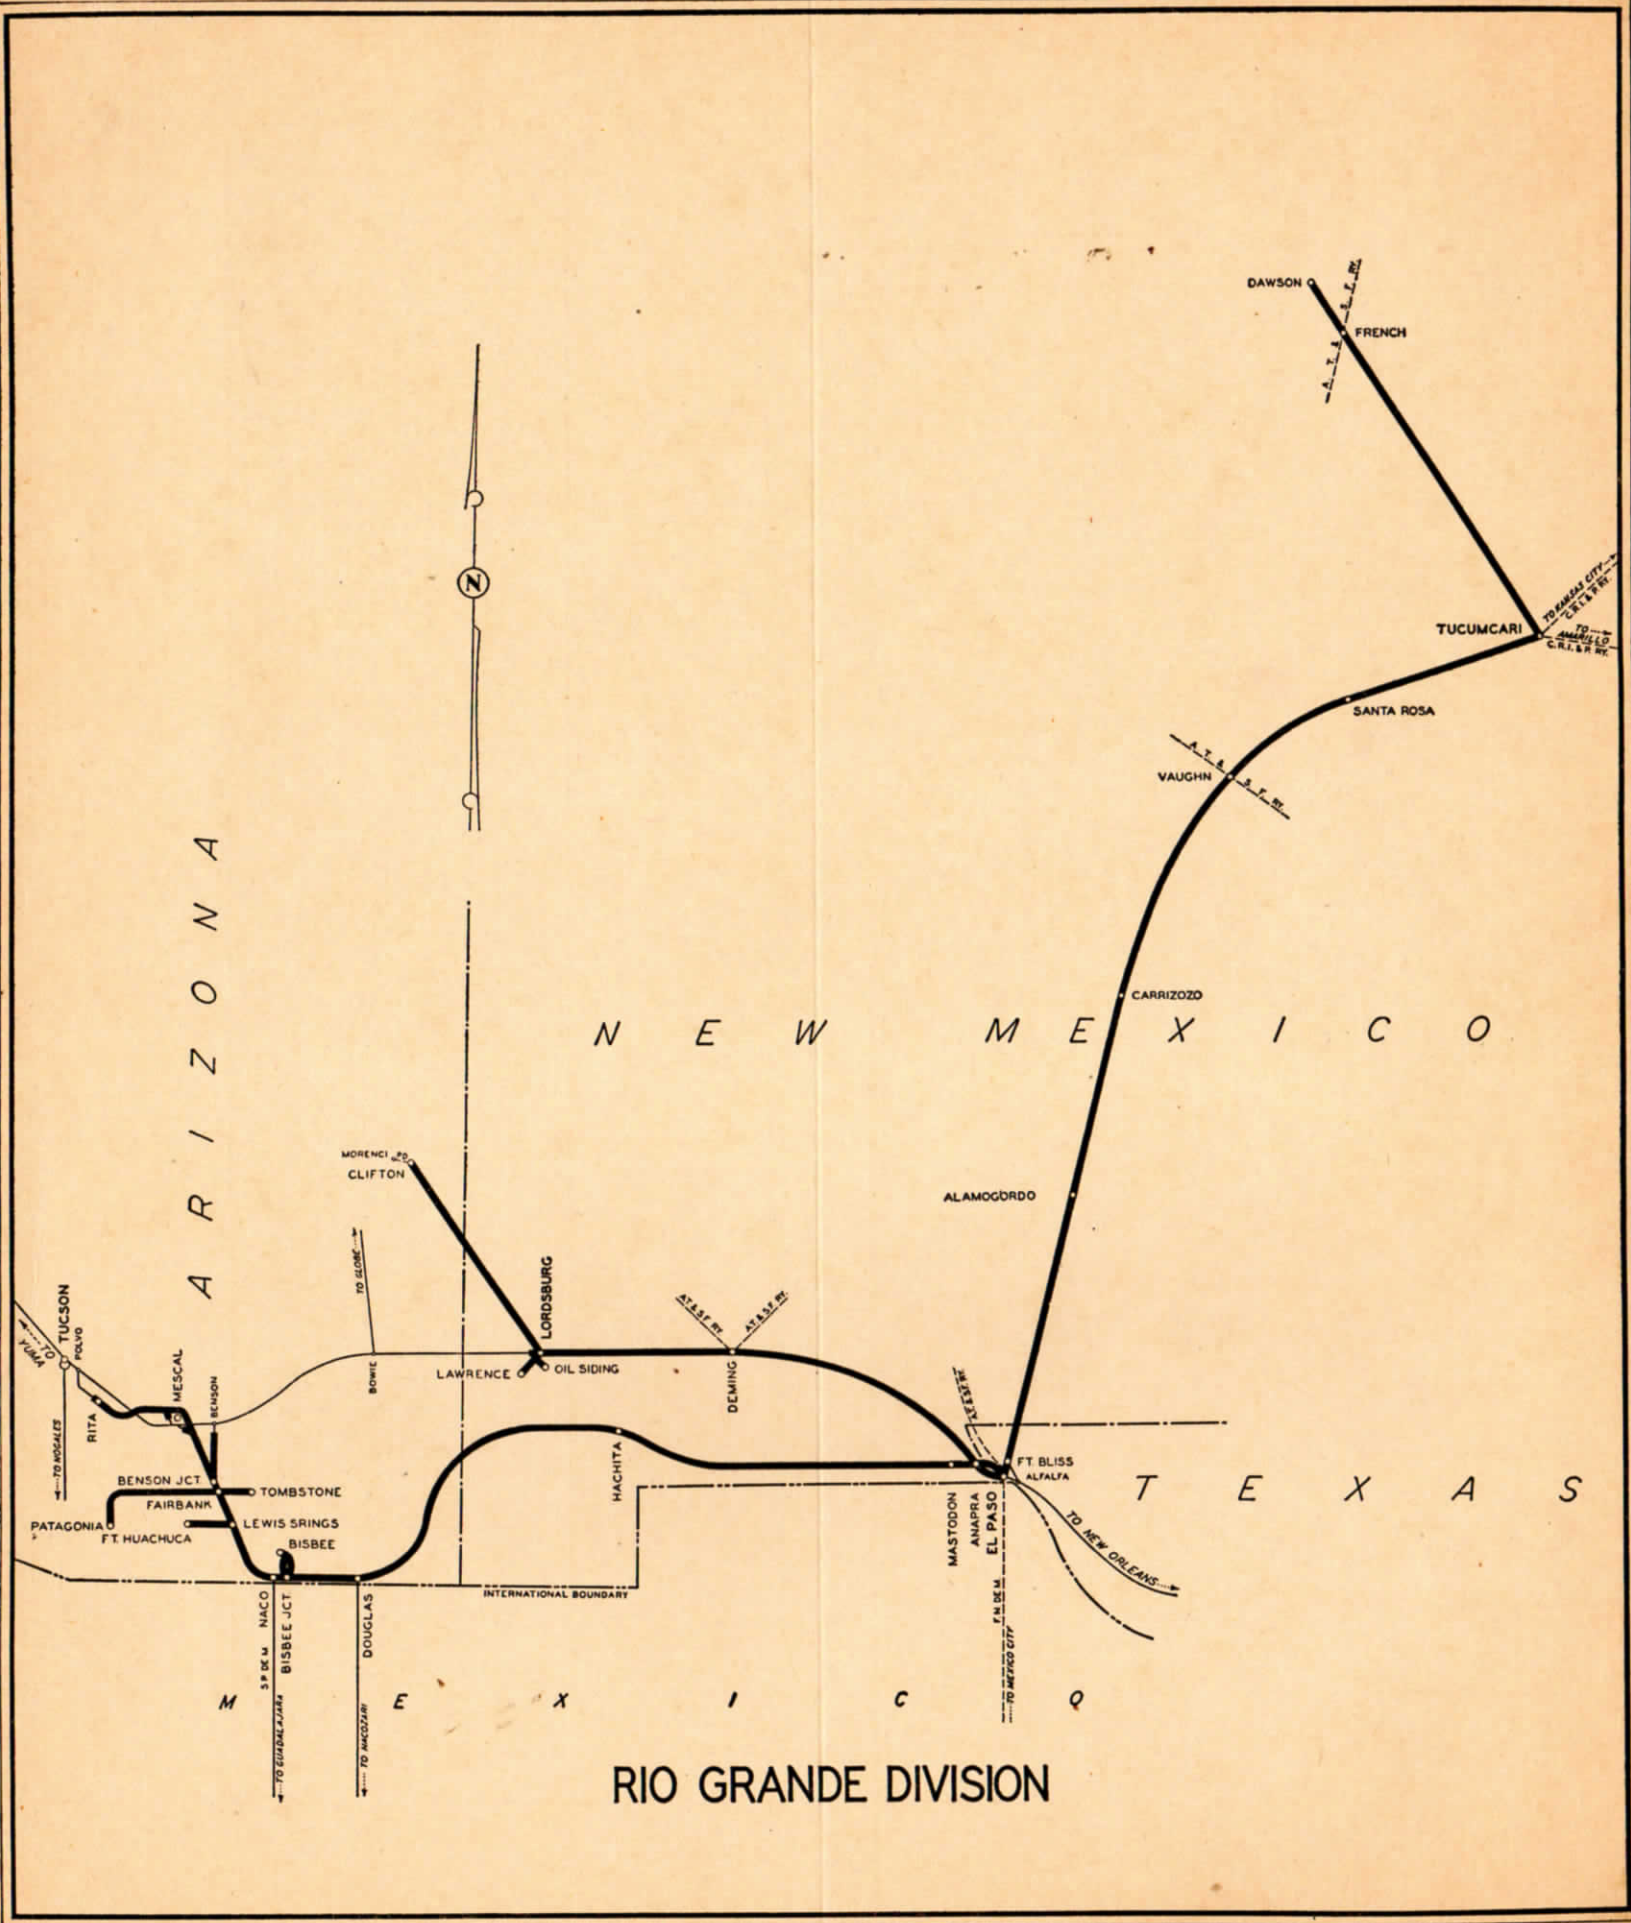 DAWSON
A. T. & S. F. RY.
FRENCH
N
TO KANSAS CITY
C.R.I. & P. RY.
TUCUMCARI
TO
AMARILLO
C.R.I. & P. RY.
SANTA ROSA
A. T. & S. F. RY.
VAUGHN
ARIZONA
CARRIZOZO
NEW MEXICO
MORENCI
CLIFTON
ALAMOGORDO
TO GLOBE
LORDSBURG
A.T. & S.F. RY.
A.T. & S.F. RY.
TUCSON
POLVO
TO
YUMA
MESCAL
BENSON
BOWIE
LAWRENCE
OIL SIDING
DEMING
A.T. & S.F. RY.
RITA
TO NOGALES
HACHITA
FT. BLISS
ALFALFA
BENSON JCT.
TOMBSTONE
FAIRBANK
TEXAS
PATAGONIA
LEWIS SRINGS
FT. HUACHUCA
BISBEE
MASTODON
ANAPRA
EL PASO
TO NEW ORLEANS
INTERNATIONAL BOUNDARY
NACO
S P DE M
BISBEE JCT.
DOUGLAS
F.N. DE M
TO MEXICO CITY
MEXICO
TO GUADALAJARA
TO NACOZARI
RIO GRANDE DIVISION